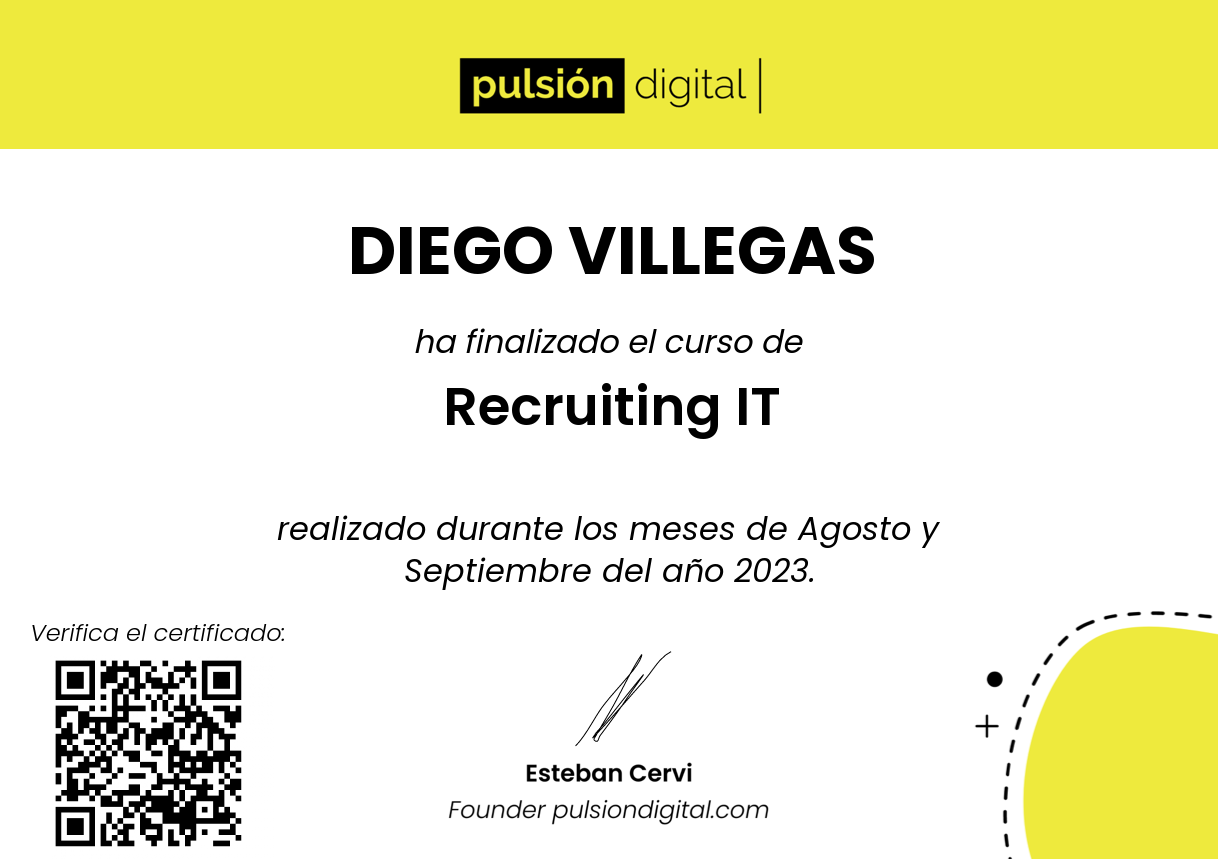 pulsión digital
DIEGO VILLEGAS
ha finalizado el curso de
Recruiting IT
realizado durante los meses de Agosto y
Septiembre del año 2023.
Verifica el certificado:
Esteban Cervi
Founder pulsiondigital.com